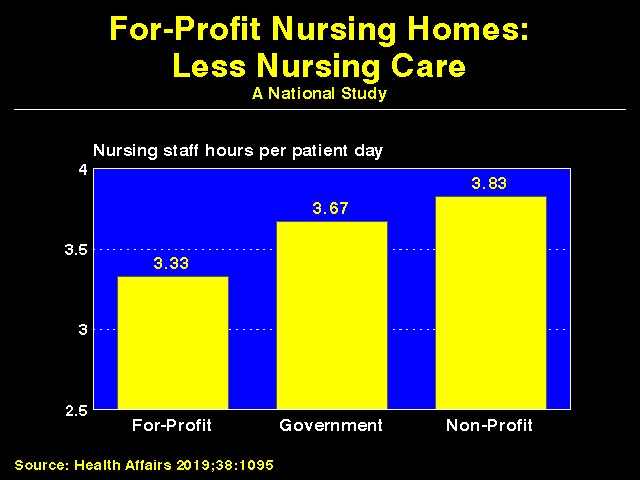 For-Profit Nursing Homes:
Less Nursing Care
A National Study
Nursing staff hours per patient day
4
3.5
3
2.5
3.33
3.67
3.83
For-Profit
Government
Non-Profit
Source: Health Affairs 2019;38:1095